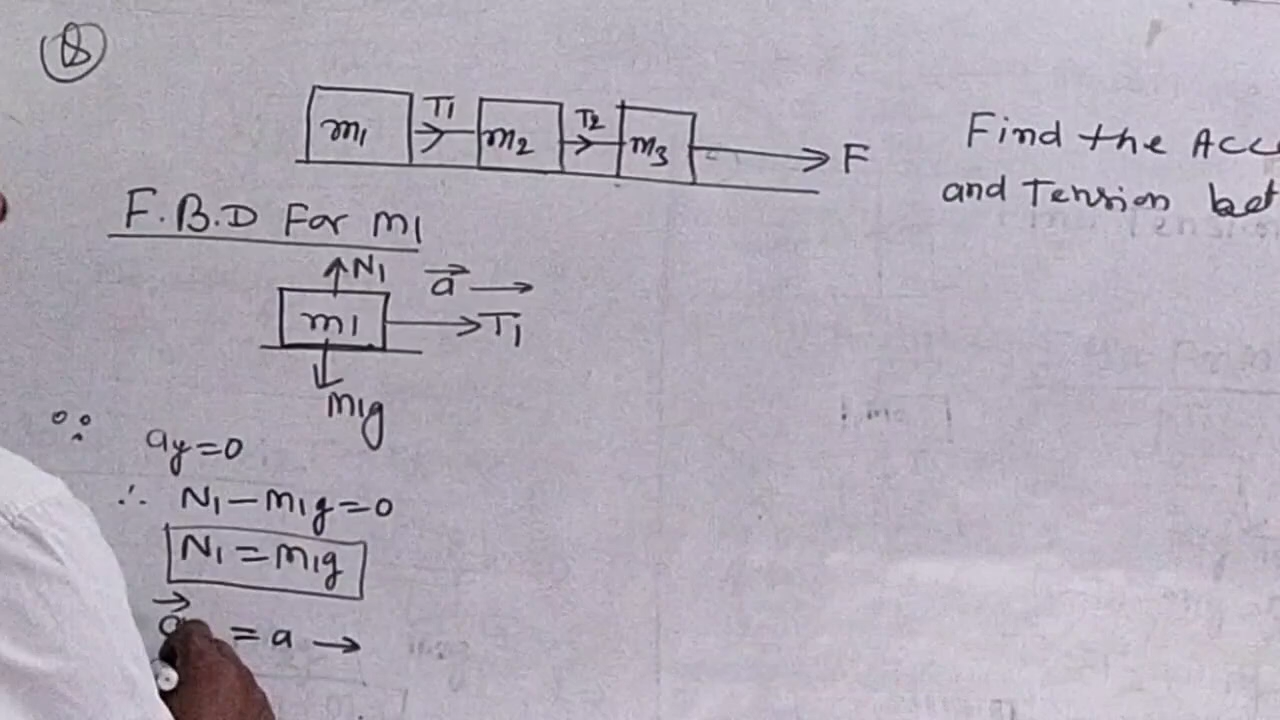 8
m1 T1 m2 T2 m3 F
Find the Acc
and Tension bet
F.B.D For m1
N1 a
m1 T1
m1g
∵ ay=0
∴ N1-m1g=0
N1=m1g
= a →